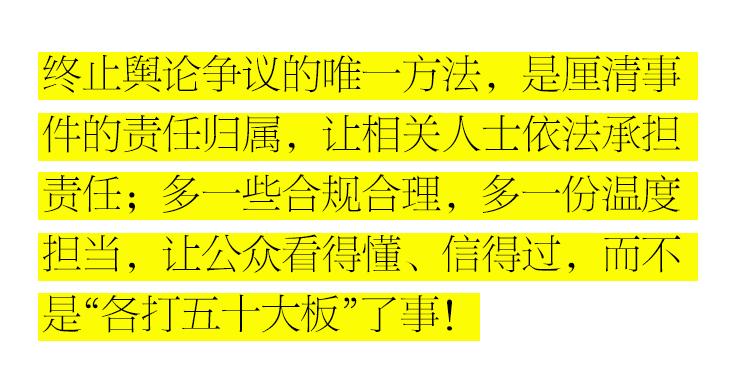 终止舆论争议的唯一方法，是厘清事
件的责任归属，让相关人士依法承担
责任；多一些合规合理，多一份温度
担当，让公众看得懂、信得过，而不
是“各打五十大板”了事！